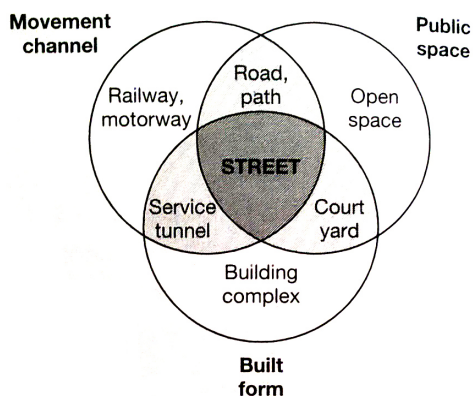 Movement
channel
Public
space
Road,
path
Railway,
motorway
Open
space
STREET
Service
tunnel
Court
yard
Building
complex
Built
form